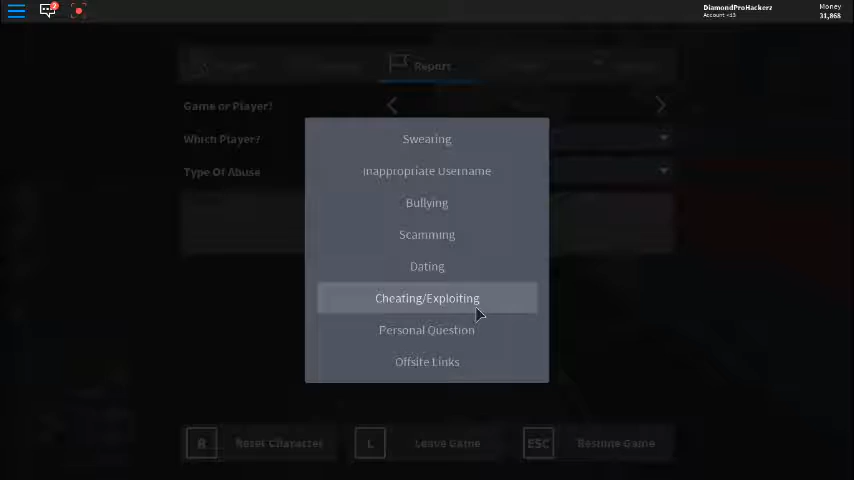 DiamondProHackerz
Account <13
Money
31,868
2
Report
Game or Player?
Which Player?
Type Of Abuse
Swearing
Inappropriate Username
Bullying
Scamming
Dating
Cheating/Exploiting
Personal Question
Offsite Links
R Reset Character
L Leave Game
ESC Resume Game